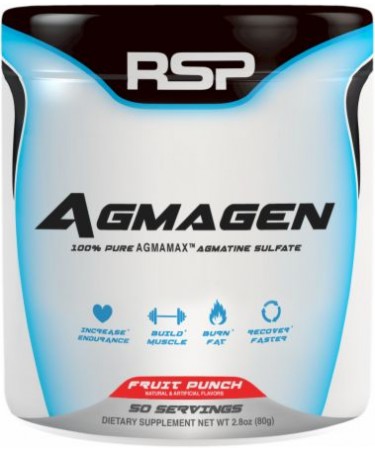 RSP
AGMAGEN
100% PURE AGMAMAX™ AGMATINE SULFATE
INCREASE* ENDURANCE
BUILD* MUSCLE
BURN* FAT
RECOVER* FASTER
FRUIT PUNCH
NATURAL & ARTIFICIAL FLAVORS
50 SERVINGS
DIETARY SUPPLEMENT NET WT 2.8oz (80g)